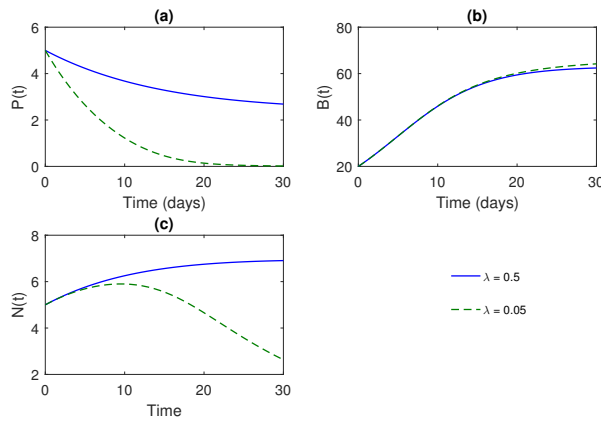 (a)
P(t)
6
4
2
0
0 10 20 30
Time (days)
(b)
B(t)
80
60
40
20
0 10 20 30
Time (days)
(c)
N(t)
8
6
4
2
0 10 20 30
Time
λ = 0.5
λ = 0.05